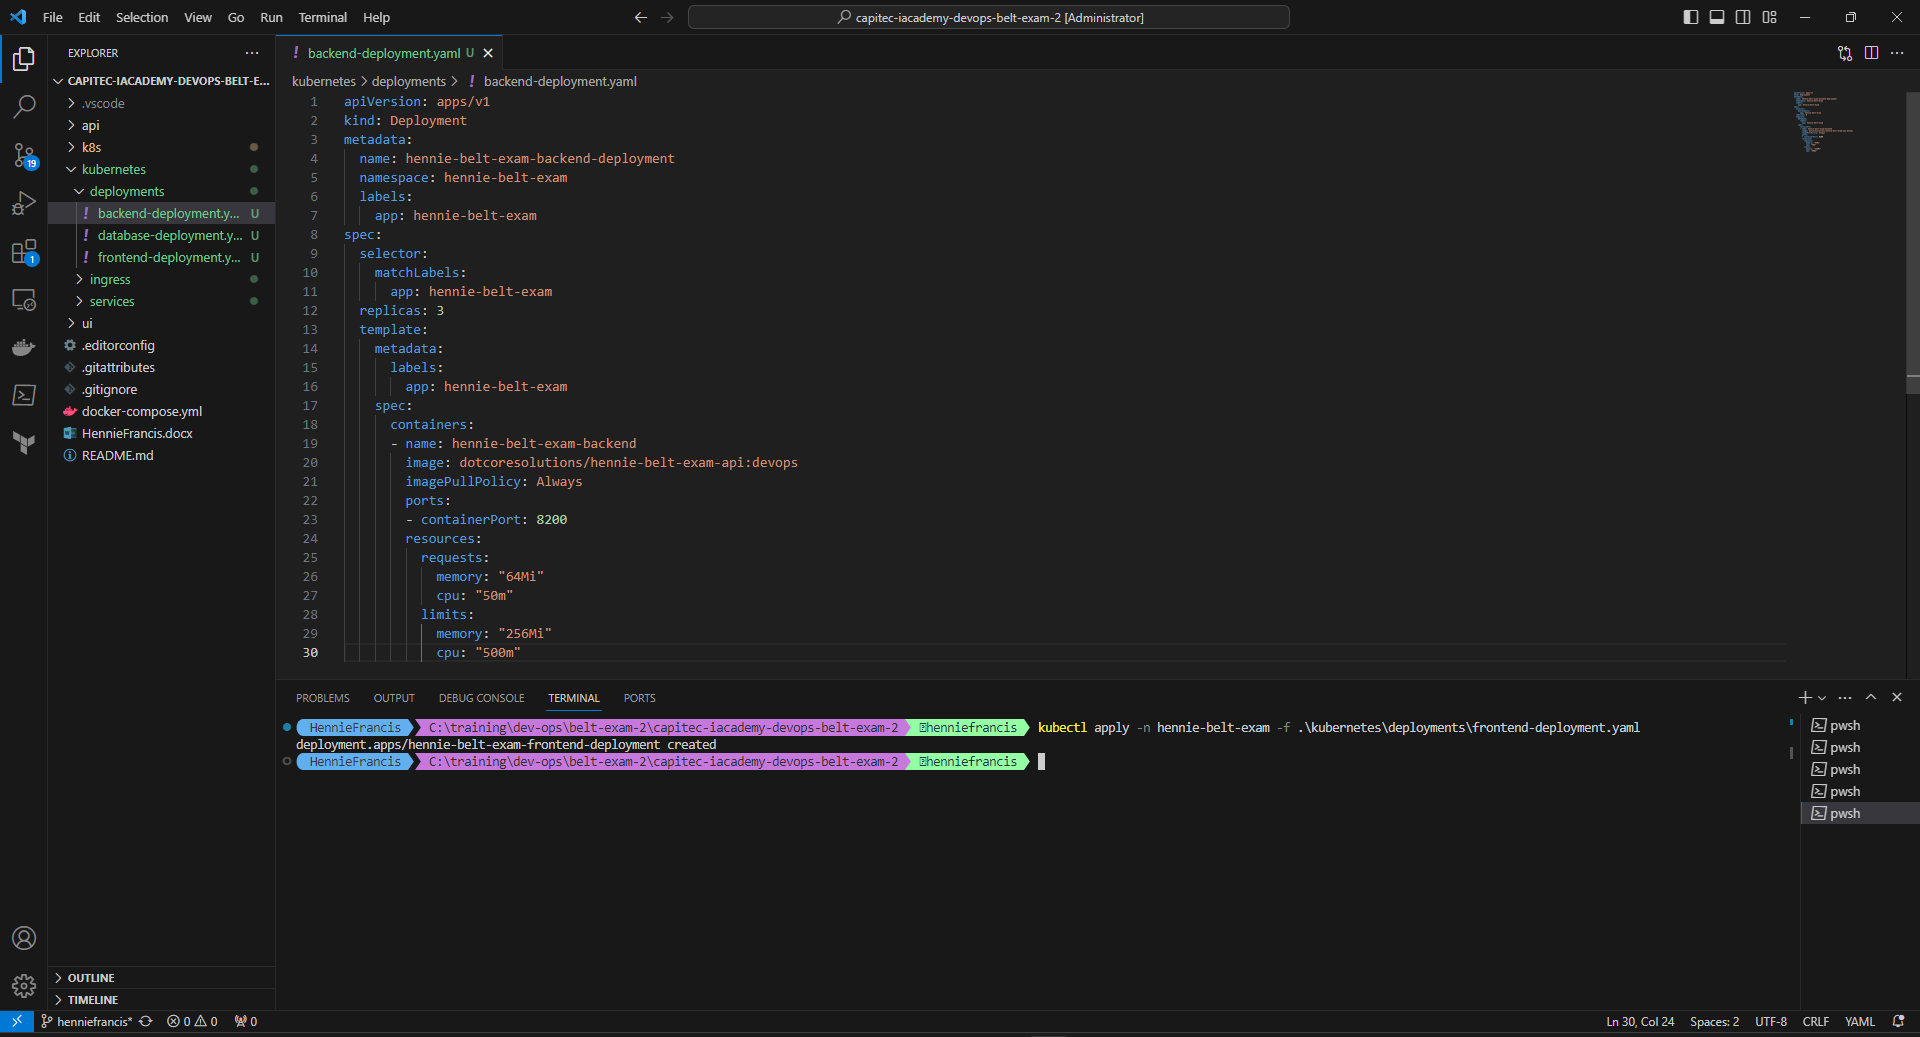 File Edit Selection View Go Run Terminal Help
capitec-iacademy-devops-belt-exam-2 [Administrator]
EXPLORER
CAPITEC-IACADEMY-DEVOPS-BELT-E...
.vscode
api
k8s
kubernetes
deployments
backend-deployment.y... U
database-deployment.y... U
frontend-deployment.y... U
ingress
services
ui
.editorconfig
.gitattributes
.gitignore
docker-compose.yml
HennieFrancis.docx
README.md
OUTLINE
TIMELINE
19
1
backend-deployment.yaml U
kubernetes > deployments > ! backend-deployment.yaml
1 apiVersion: apps/v1
2 kind: Deployment
3 metadata:
4 name: hennie-belt-exam-backend-deployment
5 namespace: hennie-belt-exam
6 labels:
7 app: hennie-belt-exam
8 spec:
9 selector:
10 matchLabels:
11 app: hennie-belt-exam
12 replicas: 3
13 template:
14 metadata:
15 labels:
16 app: hennie-belt-exam
17 spec:
18 containers:
19 - name: hennie-belt-exam-backend
20 image: dotcoresolutions/hennie-belt-exam-api:devops
21 imagePullPolicy: Always
22 ports:
23 - containerPort: 8200
24 resources:
25 requests:
26 memory: "64Mi"
27 cpu: "50m"
28 limits:
29 memory: "256Mi"
30 cpu: "500m"
PROBLEMS OUTPUT DEBUG CONSOLE TERMINAL PORTS
HennieFrancis C:\training\dev-ops\belt-exam-2\capitec-iacademy-devops-belt-exam-2 henniefrancis kubectl apply -n hennie-belt-exam -f .\kubernetes\deployments\frontend-deployment.yaml
deployment.apps/hennie-belt-exam-frontend-deployment created
HennieFrancis C:\training\dev-ops\belt-exam-2\capitec-iacademy-devops-belt-exam-2 henniefrancis
pwsh
pwsh
pwsh
pwsh
pwsh
henniefrancis* 0 0 0 Ln 30, Col 24 Spaces: 2 UTF-8 CRLF YAML